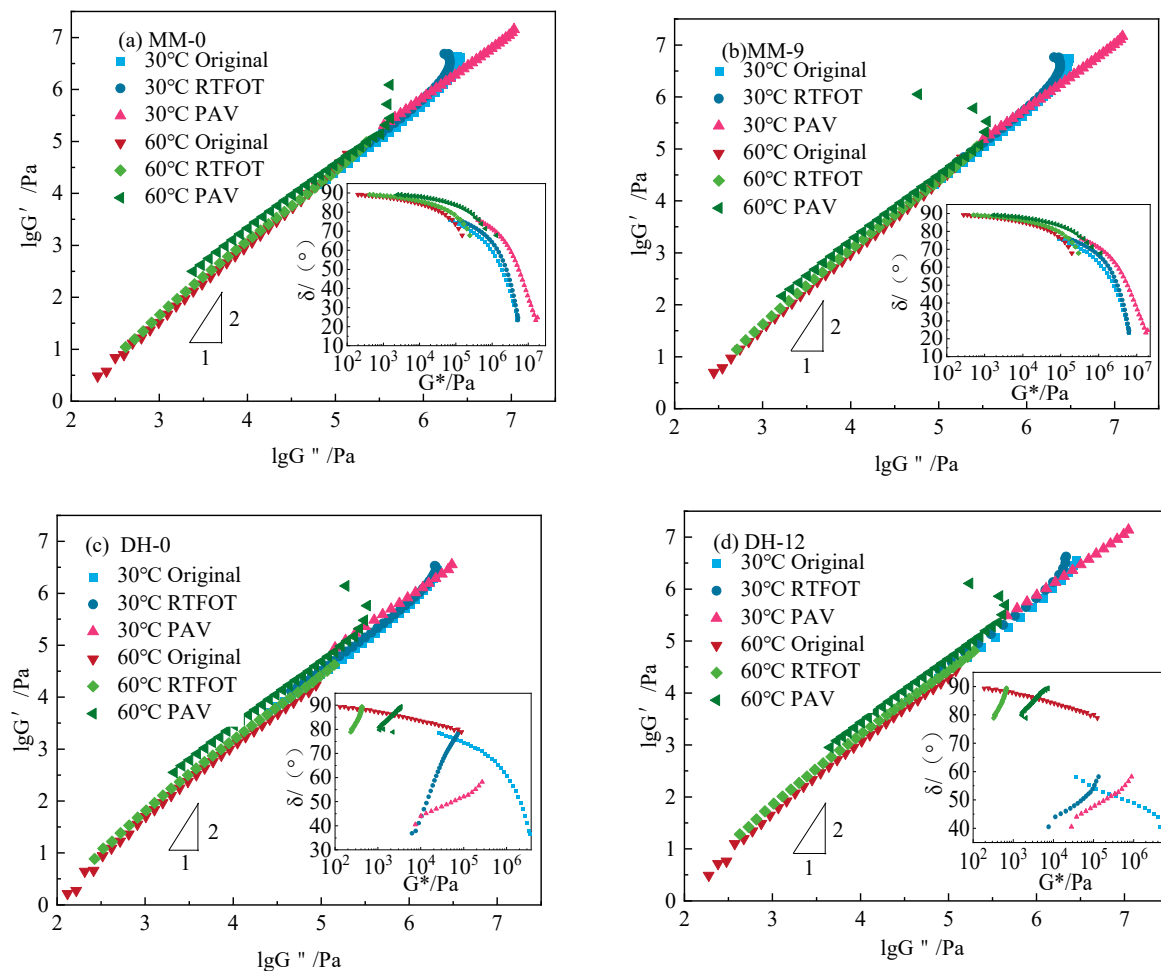 (a) MM-0
30℃ Original
30℃ RTFOT
30℃ PAV
60℃ Original
60℃ RTFOT
60℃ PAV
lgG′ /Pa
7
6
5
4
3
2
1
0
2
1
δ/（°）
90
80
70
60
50
40
30
20
10
10² 10³ 10⁴ 10⁵ 10⁶ 10⁷
G*/Pa
2 3 4 5 6 7
lgG " /Pa
(b)MM-9
30℃ Original
30℃ RTFOT
30℃ PAV
60℃ Original
60℃ RTFOT
60℃ PAV
lgG′ /Pa
7
6
5
4
3
2
1
0
2
1
δ/（°）
90
80
70
60
50
40
30
20
10
10² 10³ 10⁴ 10⁵ 10⁶ 10⁷
G*/Pa
2 3 4 5 6 7
lgG " /Pa
(c) DH-0
30℃ Original
30℃ RTFOT
30℃ PAV
60℃ Original
60℃ RTFOT
60℃ PAV
lgG′ /Pa
7
6
5
4
3
2
1
0
2
1
δ/（°）
90
80
70
60
50
40
30
10² 10³ 10⁴ 10⁵ 10⁶
G*/Pa
2 3 4 5 6 7
lgG " /Pa
(d) DH-12
30℃ Original
30℃ RTFOT
30℃ PAV
60℃ Original
60℃ RTFOT
60℃ PAV
lgG′ /Pa
7
6
5
4
3
2
1
0
2
1
δ/（°）
90
80
70
60
50
40
10² 10³ 10⁴ 10⁵ 10⁶
G*/Pa
2 3 4 5 6 7
lgG " /Pa